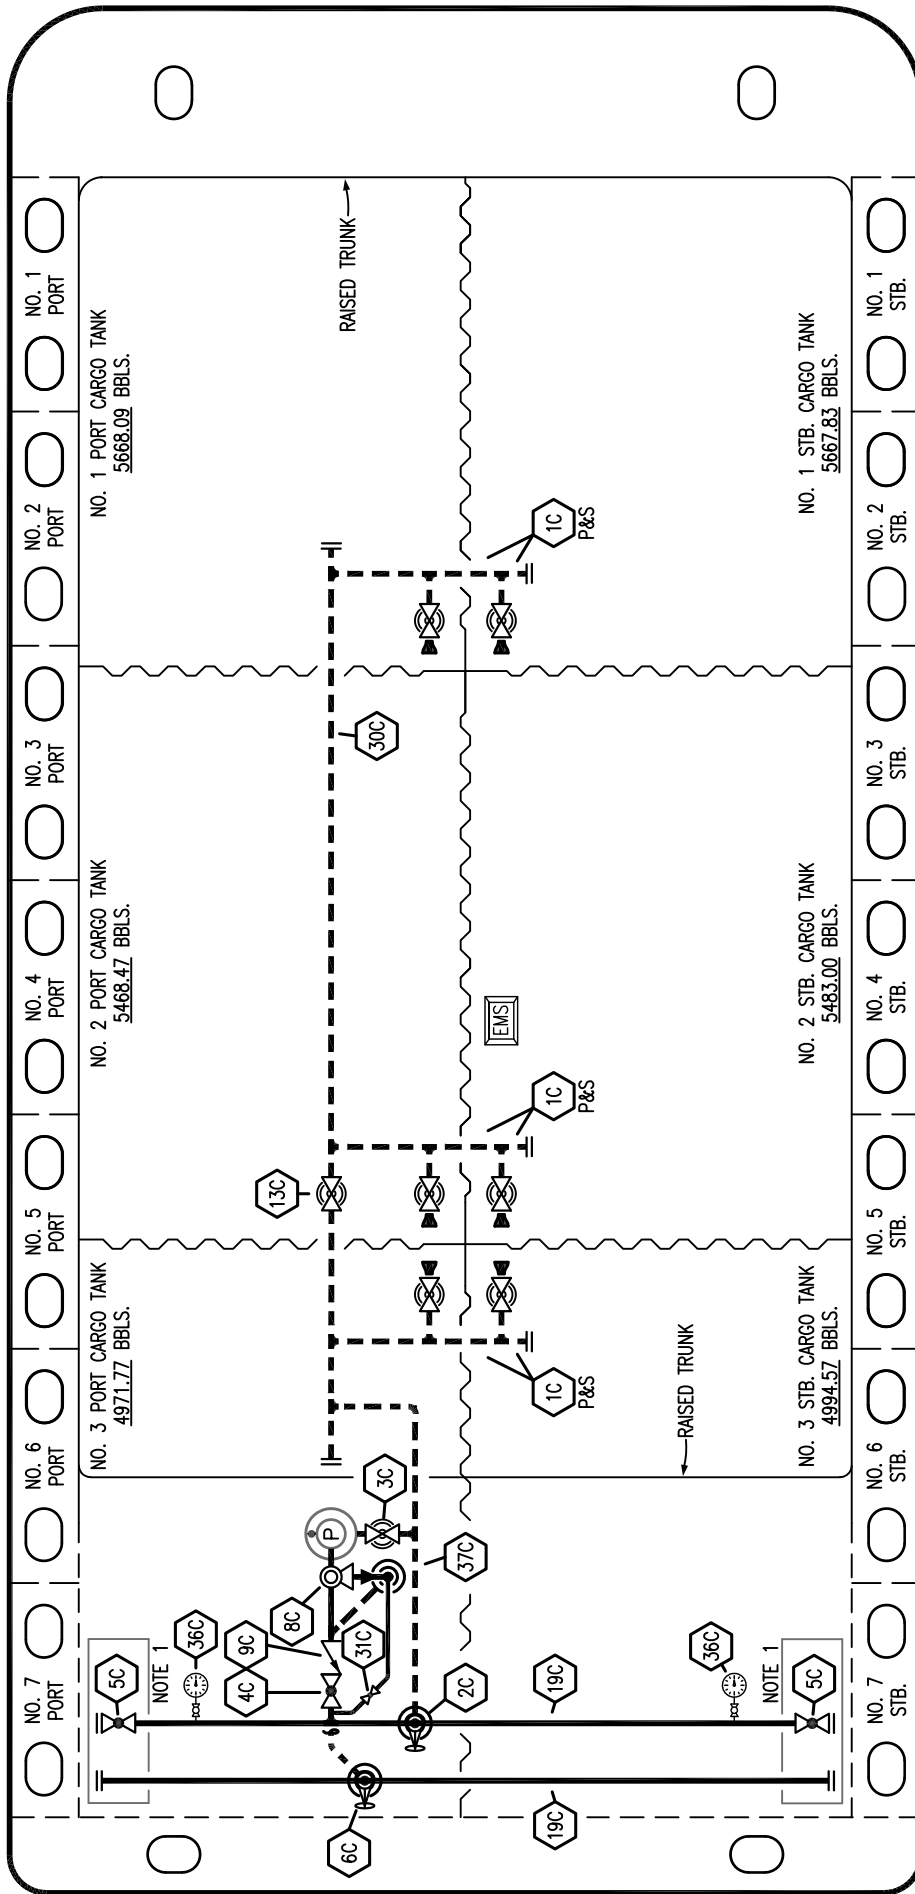 NO. 7
PORT
NO. 6
PORT
NO. 5
PORT
NO. 4
PORT
NO. 3
PORT
NO. 2
PORT
NO. 1
PORT
NO. 3 PORT CARGO TANK
4971.77 BBLS.
NO. 2 PORT CARGO TANK
5468.47 BBLS.
NO. 1 PORT CARGO TANK
5668.09 BBLS.
5C
NOTE 1
36C
9C
4C
8C
31C
3C
P
13C
30C
RAISED TRUNK
6C
2C
37C
1C
P&S
1C
P&S
1C
P&S
EMS
19C
19C
36C
NOTE 1
5C
RAISED TRUNK
NO. 3 STB. CARGO TANK
4994.57 BBLS.
NO. 2 STB. CARGO TANK
5483.00 BBLS.
NO. 1 STB. CARGO TANK
5667.83 BBLS.
NO. 7
STB.
NO. 6
STB.
NO. 5
STB.
NO. 4
STB.
NO. 3
STB.
NO. 2
STB.
NO. 1
STB.